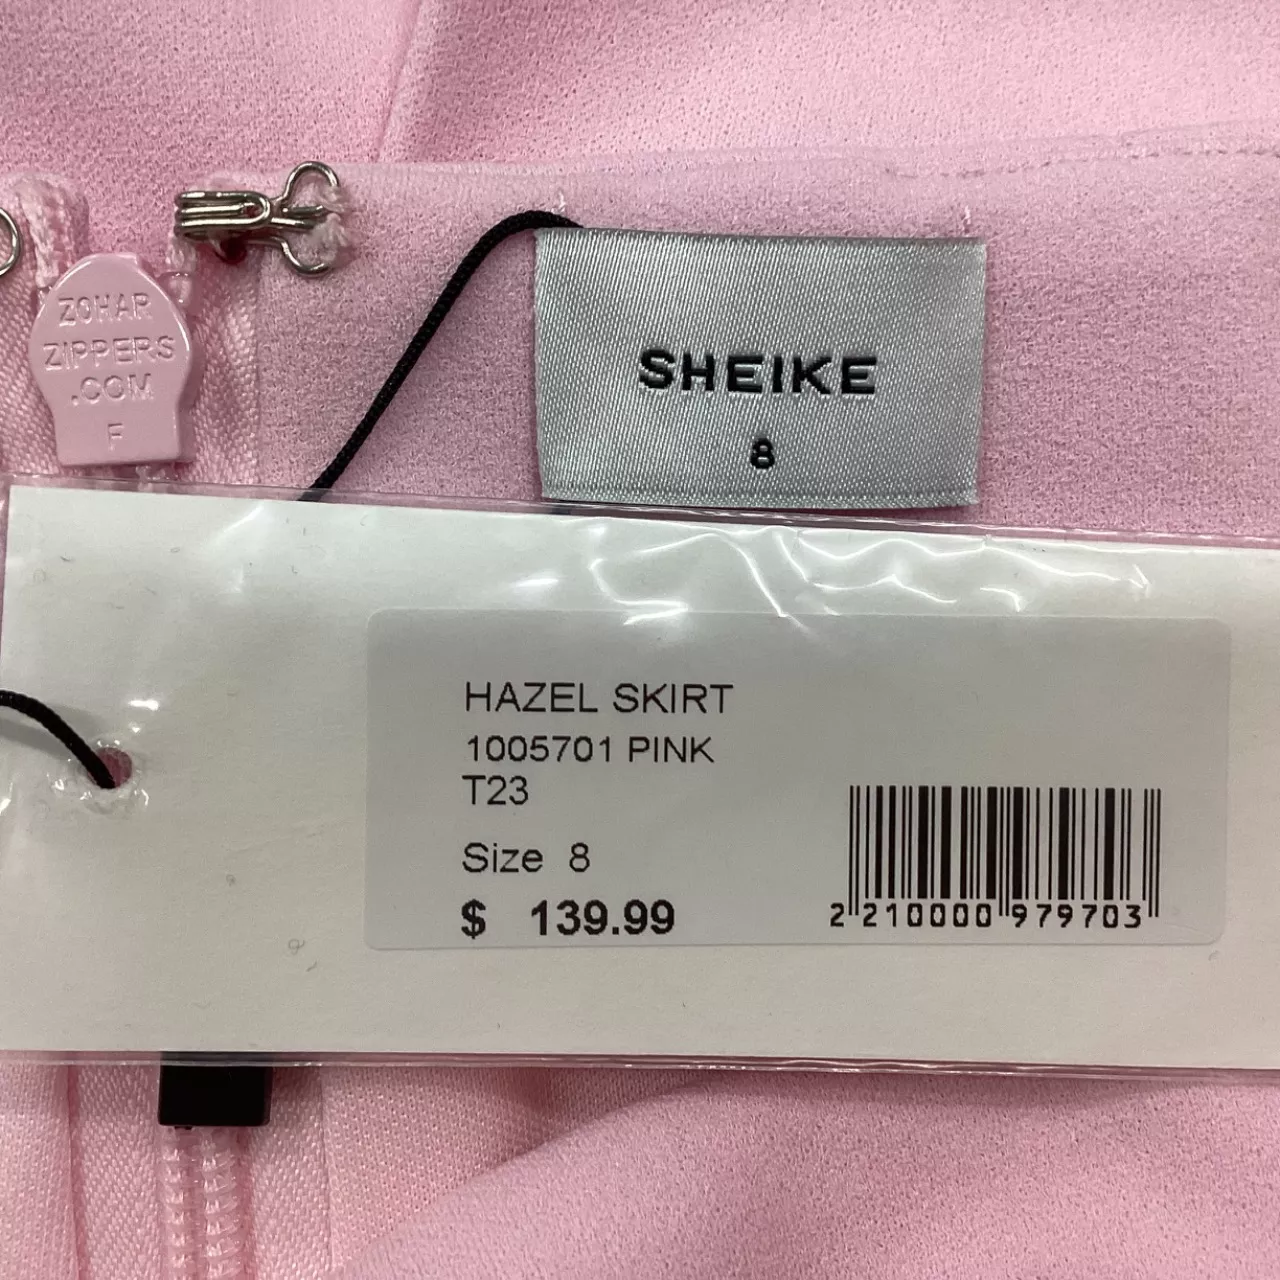 ZOHAR
ZIPPERS
.COM
F
SHEIKE
8
HAZEL SKIRT
1005701 PINK
T23
Size 8
$ 139.99
2 210000 979703